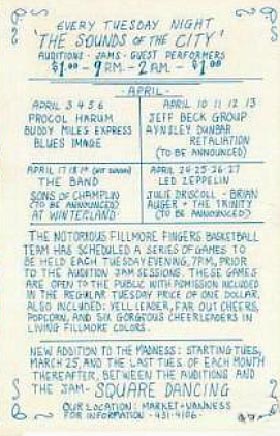 EVERY TUESDAY NIGHT
'THE SOUNDS OF THE CITY'
AUDITIONS - JAMS - GUEST PERFORMERS
$1.00 - 9 P.M. - 2 A.M. - $1.00
- APRIL -
APRIL 3 4 5 6
PROCOL HARUM
BUDDY MILES EXPRESS
BLUES IMAGE
APRIL 10 11 12 13
JEFF BECK GROUP
AYNSLEY DUNBAR
RETALIATION
(TO BE ANNOUNCED)
APRIL 17 18 19 (NOT SUNDAY)
THE BAND
SONS OF CHAMPLIN
(TO BE ANNOUNCED)
AT WINTERLAND
APRIL 24-25-26-27
LED ZEPPELIN
JULIE DRISCOLL - BRIAN
AUGER + THE TRINITY
(TO BE ANNOUNCED)
THE NOTORIOUS FILLMORE FINGERS BASKETBALL
TEAM HAS SCHEDULED A SERIES OF GAMES TO
BE HELD EACH TUESDAY EVENING, 7PM, PRIOR
TO THE AUDITION JAM SESSIONS. THESE GAMES
ARE OPEN TO THE PUBLIC WITH ADMISSION INCLUDED
IN THE REGULAR TUESDAY PRICE OF ONE DOLLAR.
ALSO INCLUDED: YELL LEADER, FAR OUT CHEERS,
POPCORN, AND SIX GORGEOUS CHEERLEADERS IN
LIVING FILLMORE COLORS.
NEW ADDITION TO THE MADNESS: STARTING TUES,
MARCH 25, AND THE LAST TUES. OF EACH MONTH
THEREAFTER, BETWEEN THE AUDITIONS AND
THE JAM - SQUARE DANCING
OUR LOCATION: MARKET + VAN NESS
FOR INFORMATION - 431-4106 -